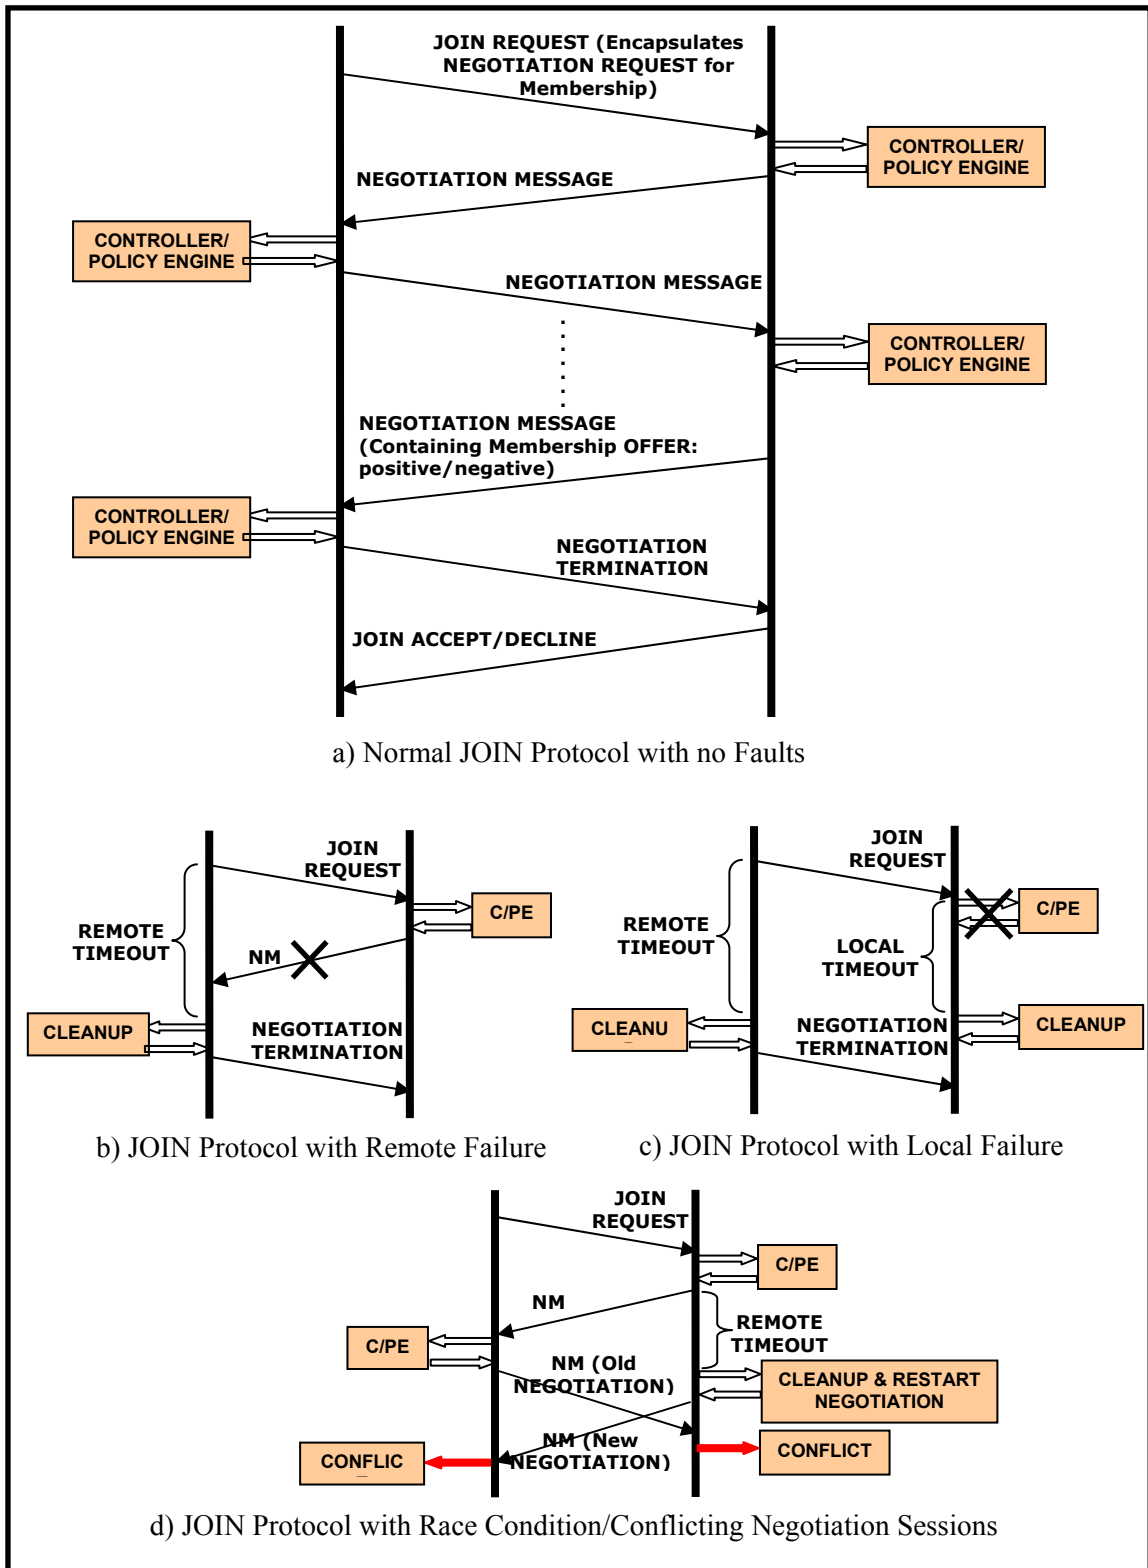 JOIN REQUEST (Encapsulates
NEGOTIATION REQUEST for
Membership)
CONTROLLER/
POLICY ENGINE
NEGOTIATION MESSAGE
CONTROLLER/
POLICY ENGINE
NEGOTIATION MESSAGE
CONTROLLER/
POLICY ENGINE
NEGOTIATION MESSAGE
(Containing Membership OFFER:
positive/negative)
CONTROLLER/
POLICY ENGINE
NEGOTIATION
TERMINATION
JOIN ACCEPT/DECLINE
a) Normal JOIN Protocol with no Faults
JOIN
REQUEST
C/PE
REMOTE
TIMEOUT
NM
CLEANUP
NEGOTIATION
TERMINATION
b) JOIN Protocol with Remote Failure
JOIN
REQUEST
C/PE
REMOTE
TIMEOUT
LOCAL
TIMEOUT
CLEANU
NEGOTIATION
TERMINATION
CLEANUP
c) JOIN Protocol with Local Failure
JOIN
REQUEST
C/PE
NM
REMOTE
TIMEOUT
C/PE
NM (Old
NEGOTIATION)
CLEANUP & RESTART
NEGOTIATION
NM (New
NEGOTIATION)
CONFLIC
CONFLICT
d) JOIN Protocol with Race Condition/Conflicting Negotiation Sessions